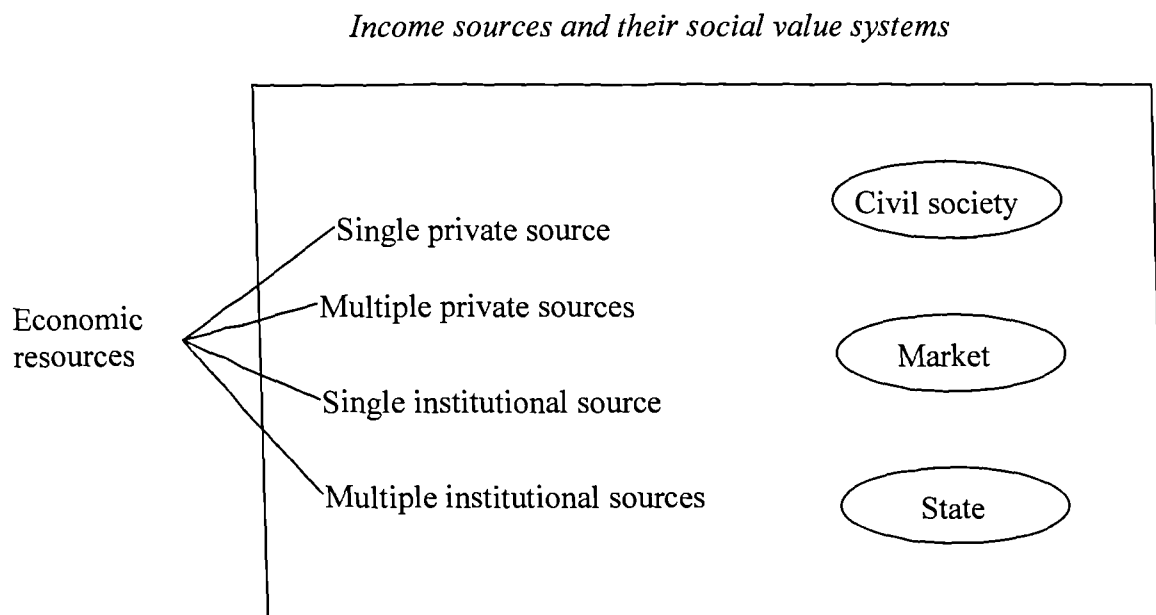 Income sources and their social value systems
Civil society
Single private source
Multiple private sources
Economic
resources
Market
Single institutional source
Multiple institutional sources
State